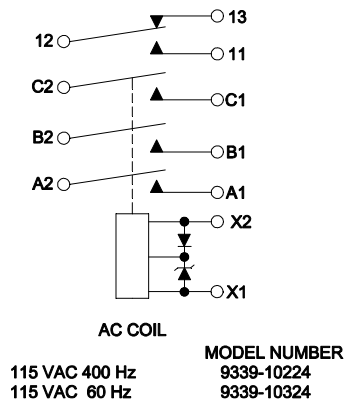 13
12
11
C2
C1
B2
B1
A2
A1
X2
X1
AC COIL
MODEL NUMBER
115 VAC 400 Hz 9339-10224
115 VAC 60 Hz 9339-10324